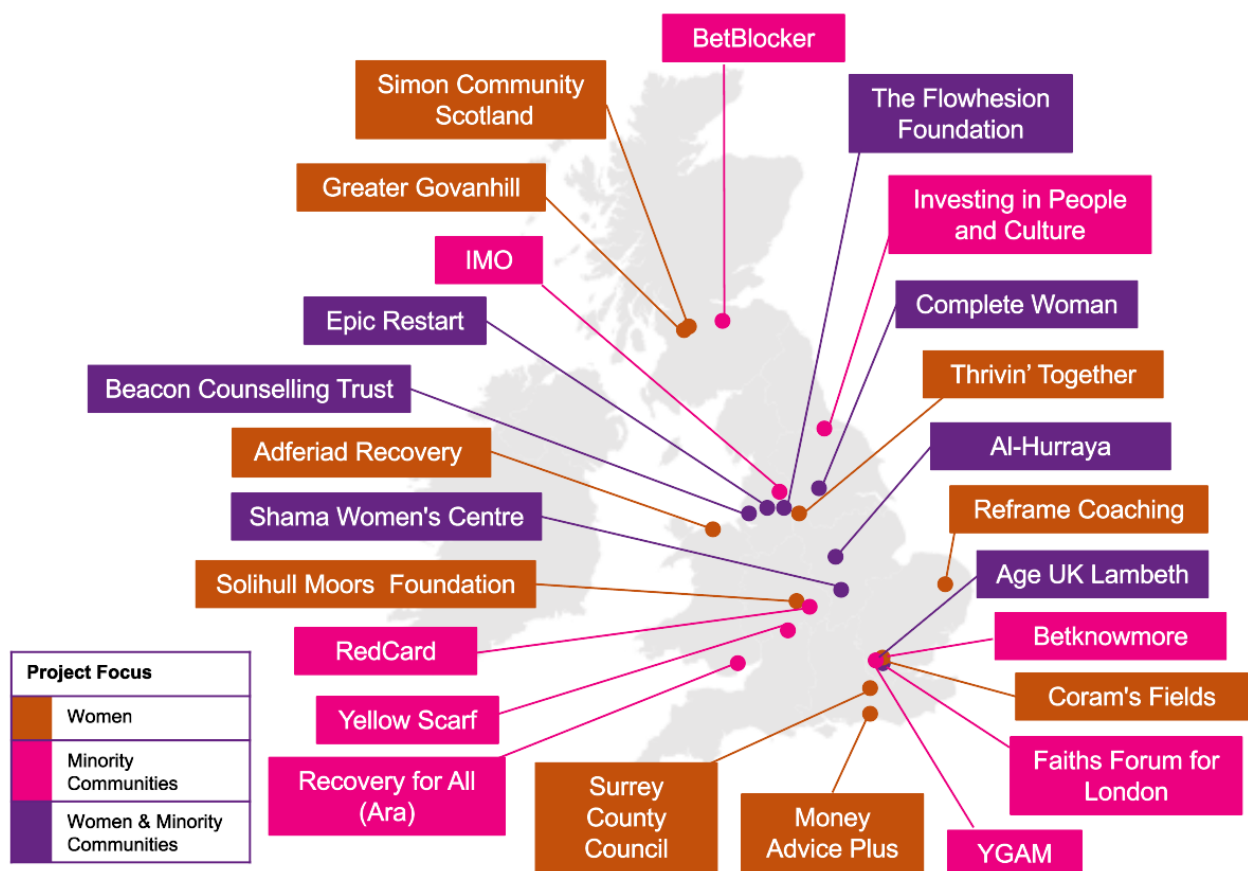 BetBlocker
Simon Community
Scotland
The Flowhesion
Foundation
Greater Govanhill
Investing in People
and Culture
IMO
Epic Restart
Complete Woman
Beacon Counselling Trust
Thrivin' Together
Adferiad Recovery
Al-Hurraya
Shama Women's Centre
Reframe Coaching
Solihull Moors Foundation
Age UK Lambeth
RedCard
Betknowmore
Yellow Scarf
Coram's Fields
Recovery for All
(Ara)
Surrey
County
Council
Money
Advice Plus
Faiths Forum for
London
YGAM
Project Focus
Women
Minority
Communities
Women & Minority
Communities